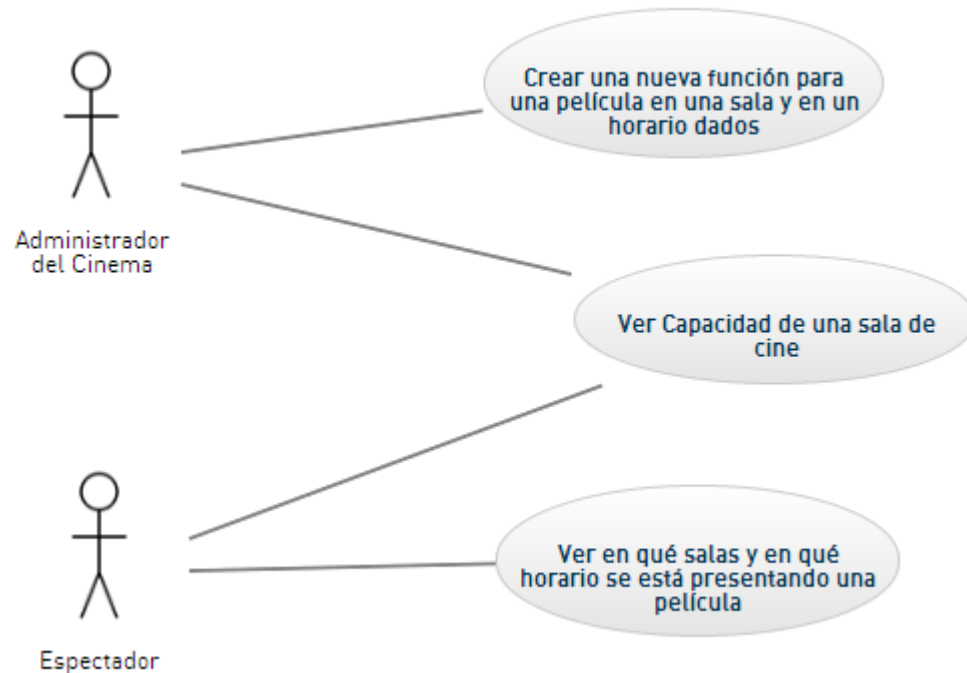 Crear una nueva función para
una película en una sala y en un
horario dados
Administrador
del Cinema
Ver Capacidad de una sala de
cine
Ver en qué salas y en qué
horario se está presentando una
película
Espectador